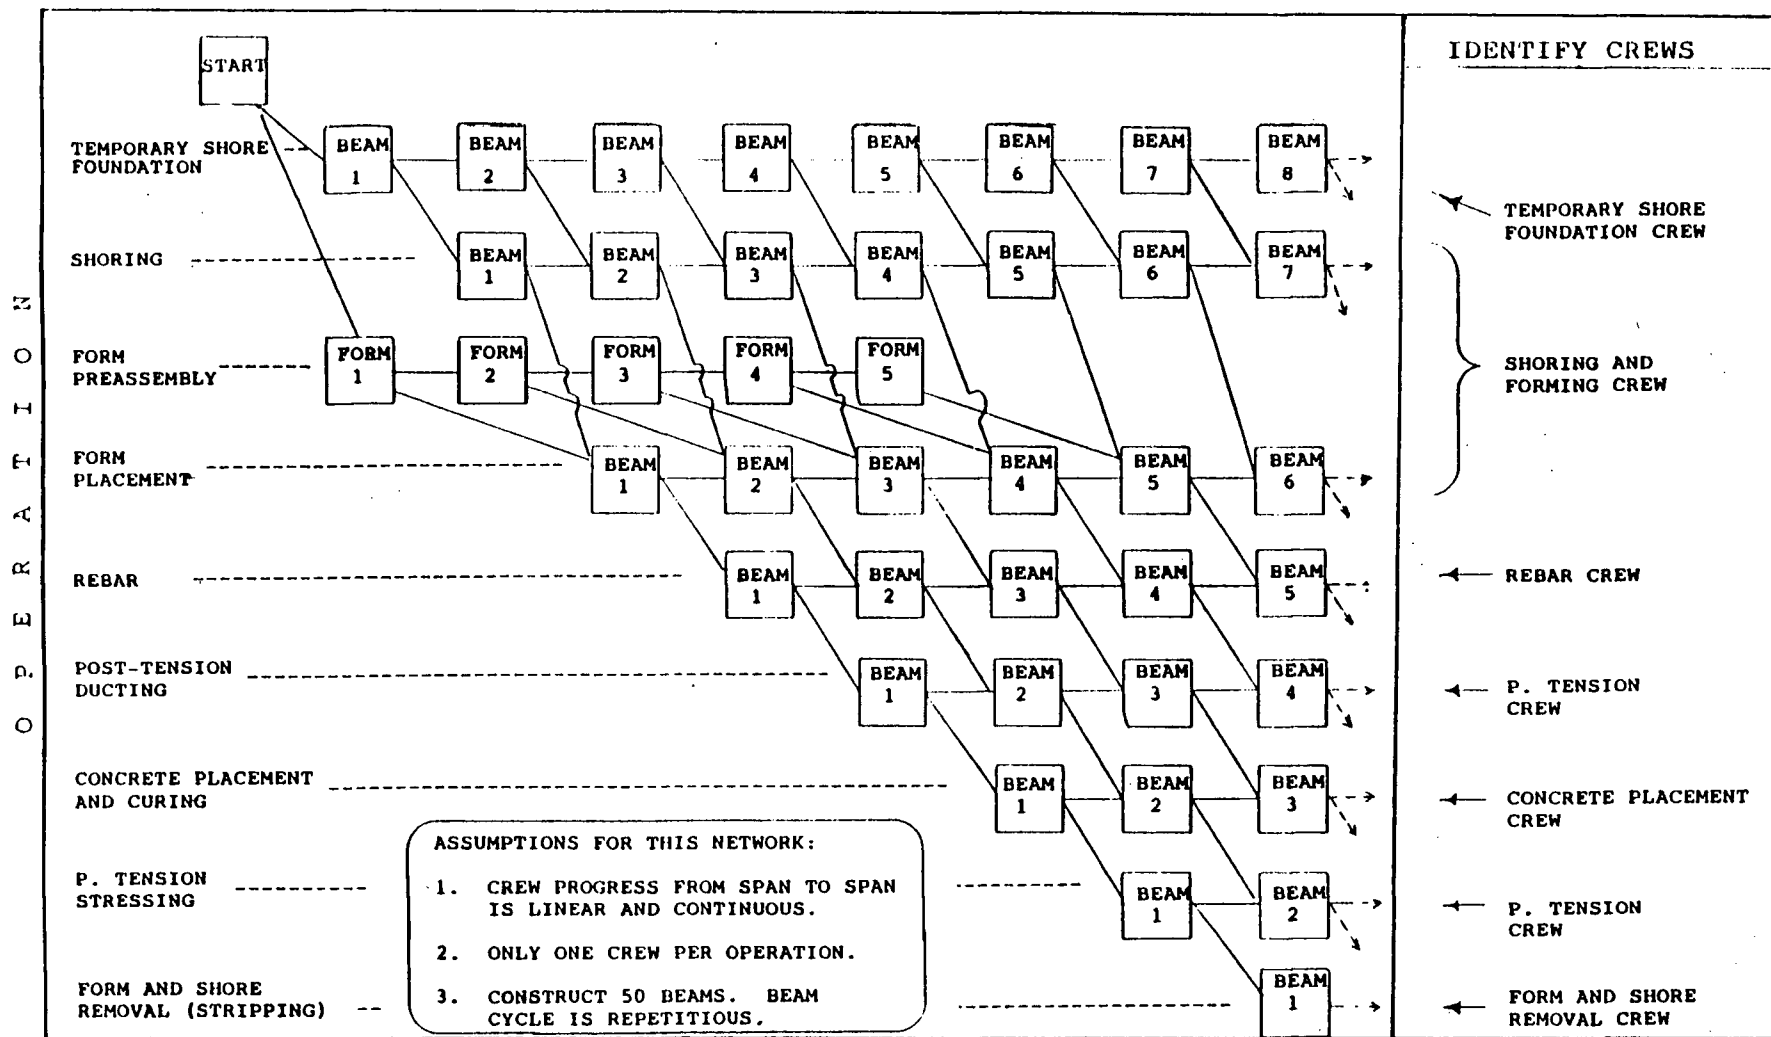 IDENTIFY CREWS
START
TEMPORARY SHORE
FOUNDATION
BEAM
1
BEAM
2
BEAM
3
BEAM
4
BEAM
5
BEAM
6
BEAM
7
BEAM
8
TEMPORARY SHORE
FOUNDATION CREW
SHORING
BEAM
1
BEAM
2
BEAM
3
BEAM
4
BEAM
5
BEAM
6
BEAM
7
OPERATION
FORM
PREASSEMBLY
FORM
1
FORM
2
FORM
3
FORM
4
FORM
5
SHORING AND
FORMING CREW
FORM
PLACEMENT
BEAM
1
BEAM
2
BEAM
3
BEAM
4
BEAM
5
BEAM
6
REBAR
BEAM
1
BEAM
2
BEAM
3
BEAM
4
BEAM
5
REBAR CREW
POST-TENSION
DUCTING
BEAM
1
BEAM
2
BEAM
3
BEAM
4
P. TENSION
CREW
CONCRETE PLACEMENT
AND CURING
BEAM
1
BEAM
2
BEAM
3
CONCRETE PLACEMENT
CREW
P. TENSION
STRESSING
BEAM
1
BEAM
2
P. TENSION
CREW
FORM AND SHORE
REMOVAL (STRIPPING)
BEAM
1
FORM AND SHORE
REMOVAL CREW
ASSUMPTIONS FOR THIS NETWORK:
1. CREW PROGRESS FROM SPAN TO SPAN
IS LINEAR AND CONTINUOUS.
2. ONLY ONE CREW PER OPERATION.
3. CONSTRUCT 50 BEAMS. BEAM
CYCLE IS REPETITIOUS.